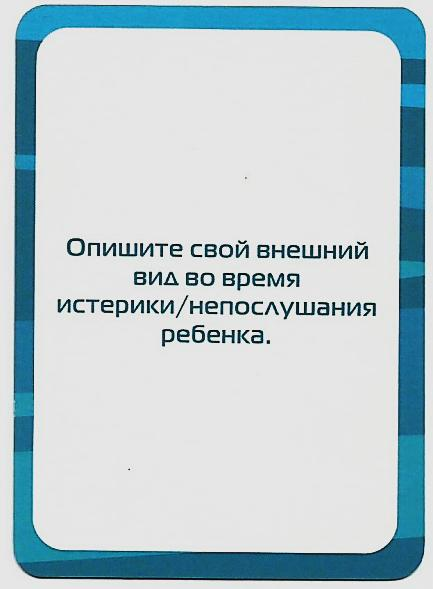 Опишите свой внешний
вид во время
истерики/непослушания
ребенка.